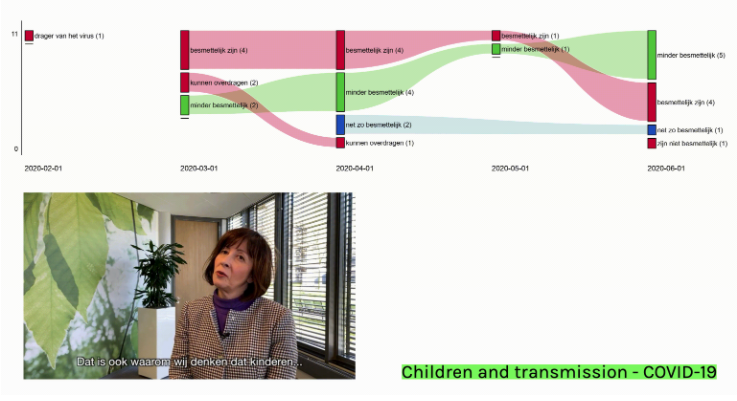 11
drager van het virus (1)
besmettelijk zijn (4)
kunnen overdragen (2)
minder besmettelijk (2)
besmettelijk zijn (4)
minder besmettelijk (4)
net zo besmettelijk (2)
kunnen overdragen (1)
besmettelijk zijn (1)
minder besmettelijk (1)
minder besmettelijk (5)
besmettelijk zijn (4)
net zo besmettelijk (1)
zijn niet besmettelijk (1)
0
2020-02-01 2020-03-01 2020-04-01 2020-05-01 2020-06-01
Dat is ook waarom wij denken dat kinderen...
Children and transmission - COVID-19